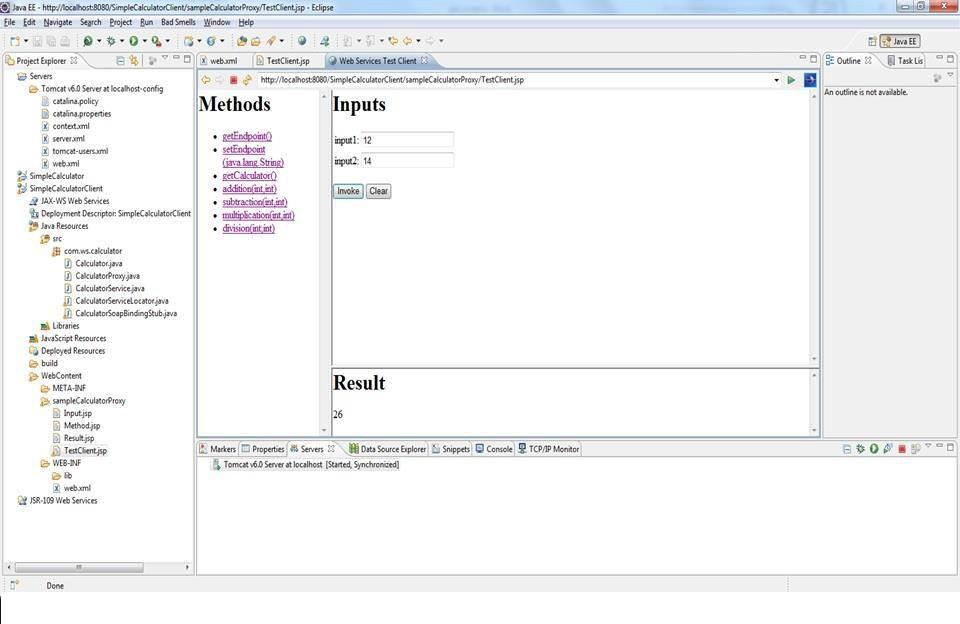 Java EE - http://localhost:8080/SimpleCalculatorClient/sampleCalculatorProxy/TestClient.jsp - Eclipse
File Edit Navigate Search Project Run Bad Smells Window Help
Java EE
Project Explorer
Servers
Tomcat v6.0 Server at localhost-config
catalina.policy
catalina.properties
context.xml
server.xml
tomcat-users.xml
web.xml
SimpleCalculator
SimpleCalculatorClient
JAX-WS Web Services
Deployment Descriptor: SimpleCalculatorClient
Java Resources
src
com.ws.calculator
Calculator.java
CalculatorProxy.java
CalculatorService.java
CalculatorServiceLocator.java
CalculatorSoapBindingStub.java
Libraries
JavaScript Resources
Deployed Resources
build
WebContent
META-INF
sampleCalculatorProxy
Input.jsp
Method.jsp
Result.jsp
TestClient.jsp
WEB-INF
lib
web.xml
JSR-109 Web Services
web.xml TestClient.jsp Web Services Test Client
http://localhost:8080/SimpleCalculatorClient/sampleCalculatorProxy/TestClient.jsp
Methods
getEndpoint()
setEndpoint
(java.lang.String)
getCalculator()
addition(int,int)
subtraction(int,int)
multiplication(int,int)
division(int,int)
Inputs
input1: 12
input2: 14
Invoke Clear
Result
26
Outline Task Lis
An outline is not available.
Markers Properties Servers Data Source Explorer Snippets Console TCP/IP Monitor
Tomcat v6.0 Server at localhost [Started, Synchronized]
Done